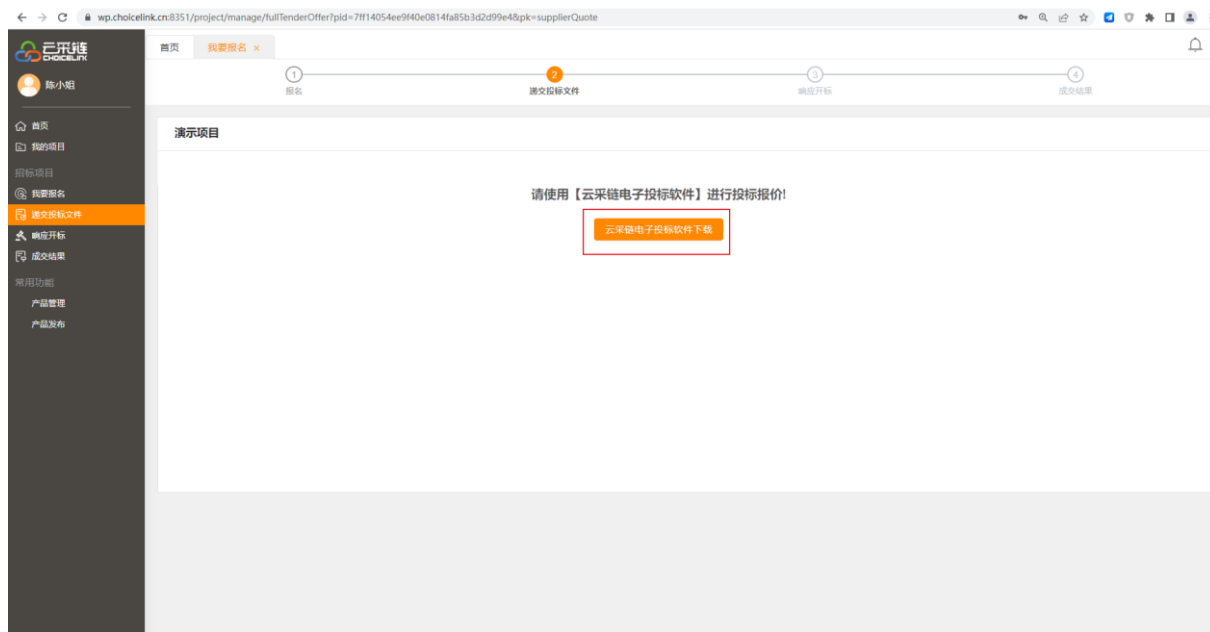 wp.choicelink.cn:8351/project/manage/fullTenderOffer?pid=7ff14054ee9f40e0814fa85b3d2d99e4&pk=supplierQuote
云采链
CHOICELINK
首页 我要报名 ×
陈小姐
1 2 3 4
报名 递交投标文件 响应开标 成交结果
首页
我的项目
招标项目
我要报名
递交投标文件
响应开标
成交结果
常用功能
产品管理
产品发布
演示项目
请使用【云采链电子投标软件】进行投标报价!
云采链电子投标软件下载